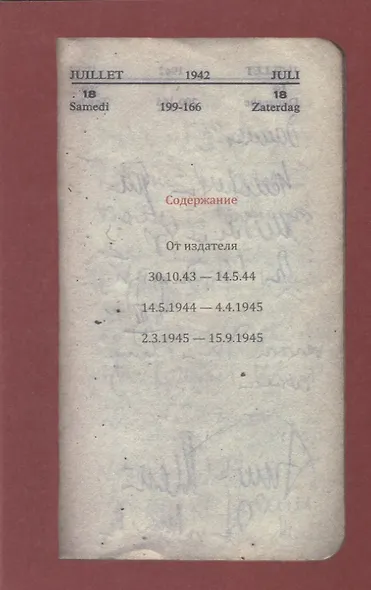 JUILLET 1942 JULI
18 18
Samedi 199-166 Zaterdag
Содержание
От издателя
30.10.43 — 14.5.44
14.5.1944 — 4.4.1945
2.3.1945 — 15.9.1945